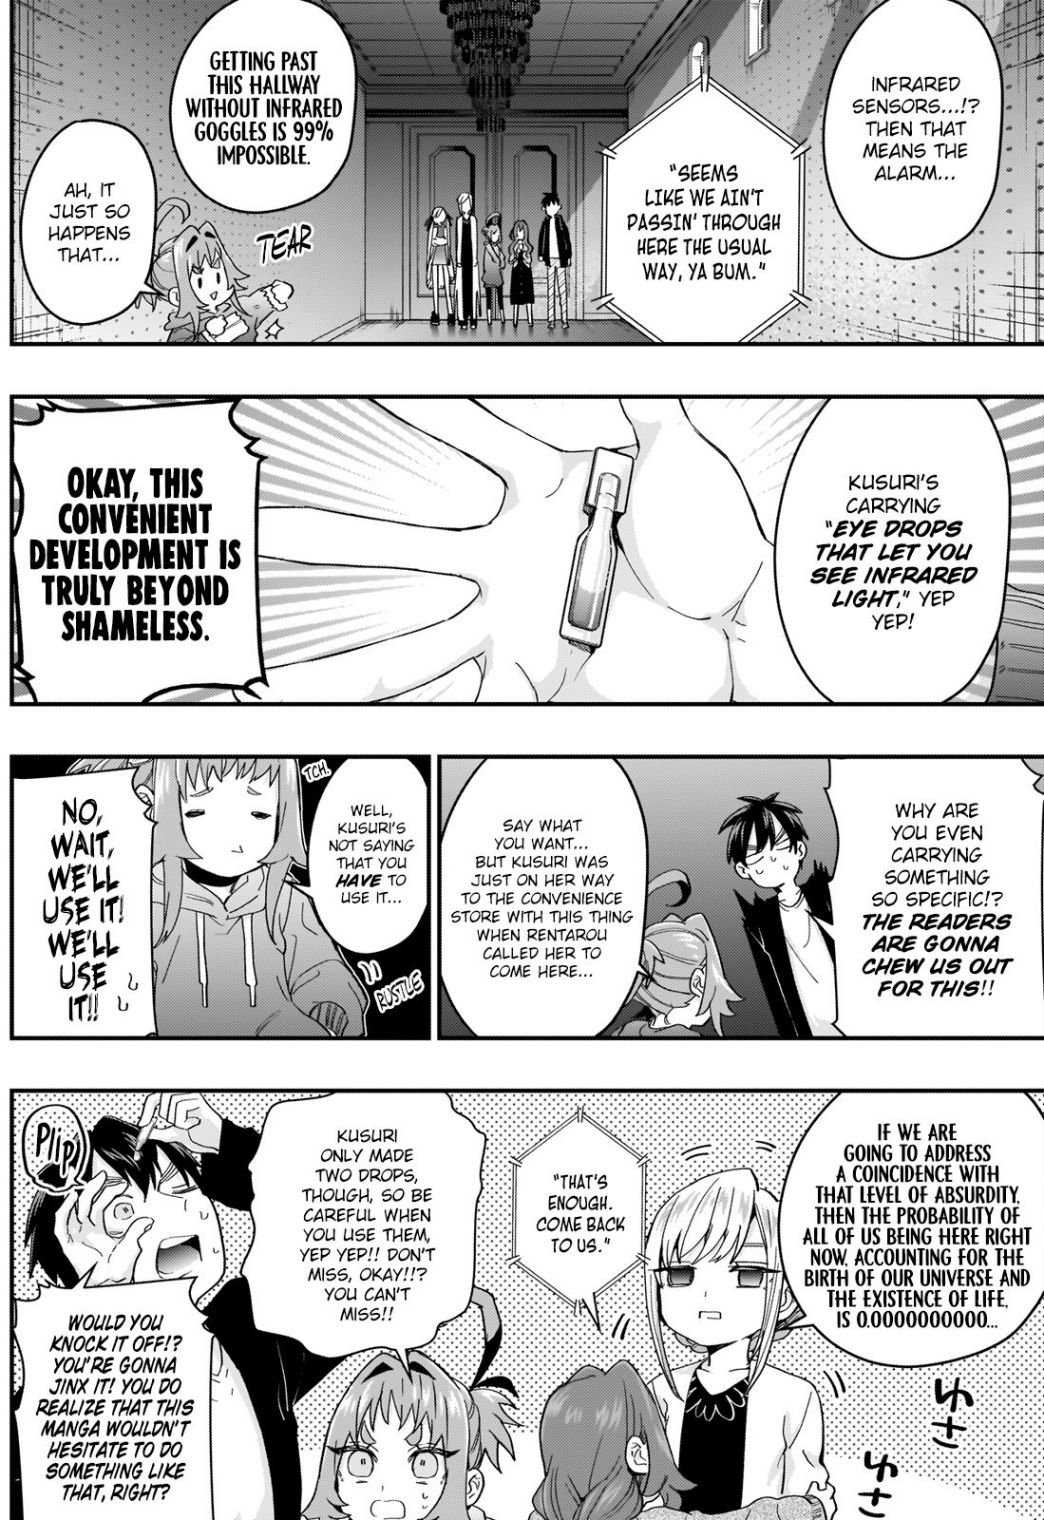 INFRARED
SENSORS...!?
THEN THAT
MEANS THE
ALARM...
"SEEMS
LIKE WE AIN'T
PASSIN' THROUGH
HERE THE USUAL
WAY, YA BUM."
GETTING PAST
THIS HALLWAY
WITHOUT INFRARED
GOGGLES IS 99%
IMPOSSIBLE.
TEAR
AH, IT
JUST SO
HAPPENS
THAT...
KUSURI'S
CARRYING
"EYE DROPS
THAT LET YOU
SEE INFRARED
LIGHT," YEP
YEP!
OKAY, THIS
CONVENIENT
DEVELOPMENT IS
TRULY BEYOND
SHAMELESS.
WHY ARE
YOU EVEN
CARRYING
SOMETHING
SO SPECIFIC!?
THE READERS
ARE GONNA
CHEW US OUT
FOR THIS!!
SAY WHAT
YOU WANT...
BUT KUSURI WAS
JUST ON HER WAY
TO THE CONVENIENCE
STORE WITH THIS THING
WHEN RENTAROU
CALLED HER TO
COME HERE...
TCH.
WELL,
KUSURI'S
NOT SAYING
THAT YOU
HAVE TO
USE IT...
RUSTLE
NO,
WAIT,
WE'LL
USE IT!
WE'LL
USE
IT!!
IF WE ARE
GOING TO ADDRESS
A COINCIDENCE WITH
THAT LEVEL OF ABSURDITY,
THEN THE PROBABILITY OF
ALL OF US BEING HERE RIGHT
NOW, ACCOUNTING FOR THE
BIRTH OF OUR UNIVERSE AND
THE EXISTENCE OF LIFE,
IS 0.0000000000...
ゆさ
ゆさ
"THAT'S
ENOUGH.
COME BACK
TO US."
KUSURI
ONLY MADE
TWO DROPS,
THOUGH, SO BE
CAREFUL WHEN
YOU USE THEM,
YEP YEP!! DON'T
MISS, OKAY!!?
YOU CAN'T
MISS!!
Plip
WOULD YOU
KNOCK IT OFF!?
YOU'RE GONNA
JINX IT! YOU DO
REALIZE THAT THIS
MANGA WOULDN'T
HESITATE TO DO
SOMETHING LIKE
THAT, RIGHT?